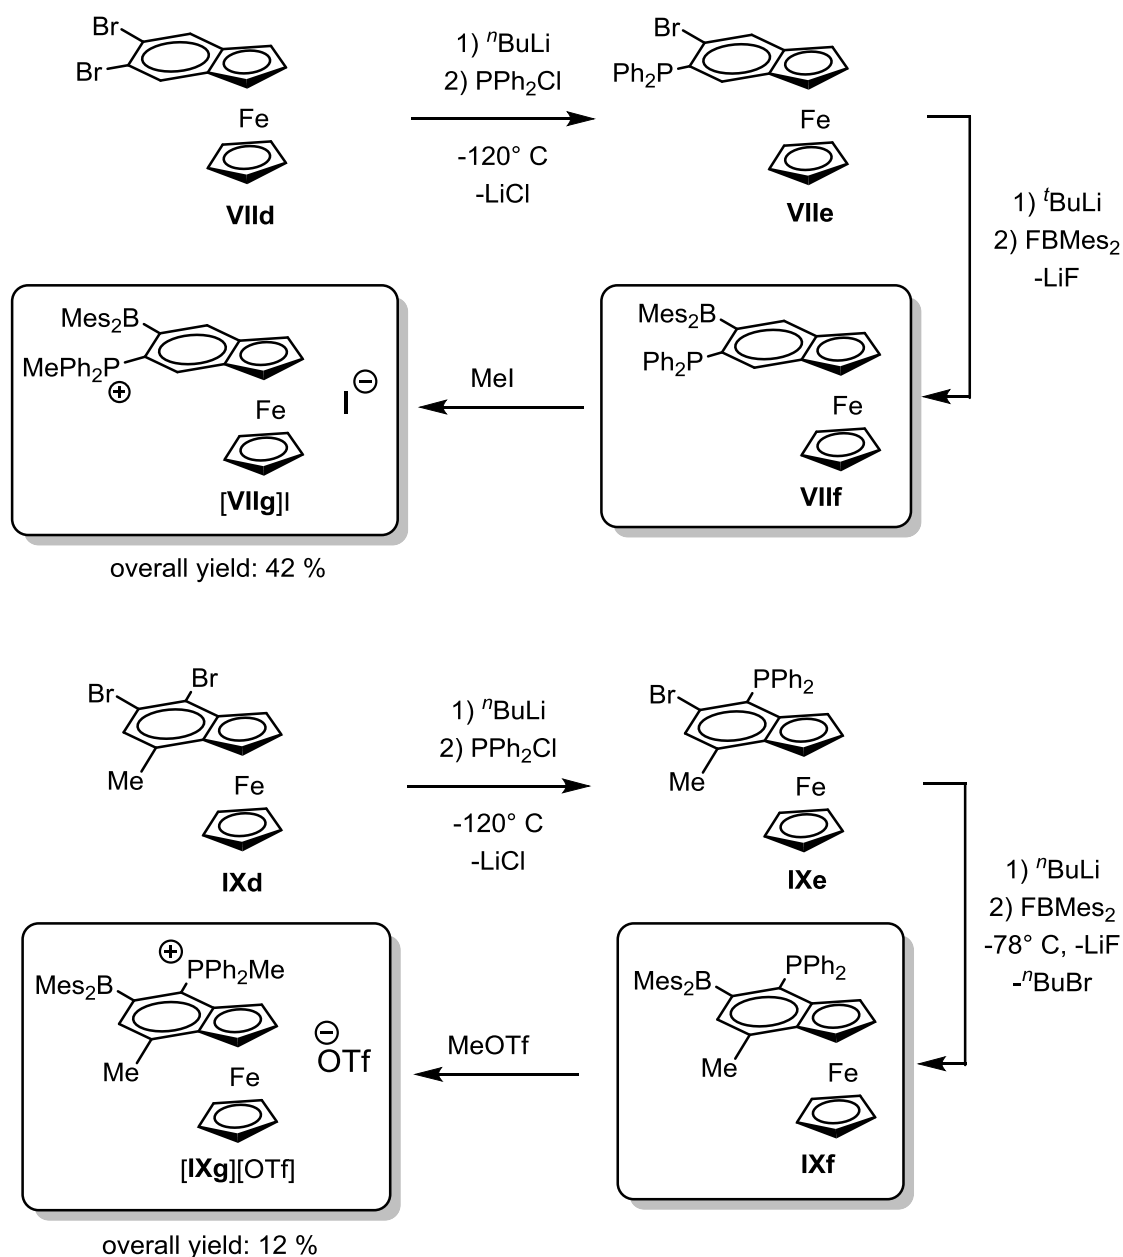 Br
Br
Fe
VIId
1) ⁿBuLi
2) PPh₂Cl
-120° C
-LiCl
Br
Ph₂P
Fe
VIIe
1) ᵗBuLi
2) FBMes₂
-LiF
Mes₂B
MePh₂P
⊕
Fe
I⊖
[VIIg]I
MeI
Mes₂B
Ph₂P
Fe
VIIf
overall yield: 42 %
Br
Br
Me
Fe
IXd
1) ⁿBuLi
2) PPh₂Cl
-120° C
-LiCl
PPh₂
Br
Me
Fe
IXe
1) ⁿBuLi
2) FBMes₂
-78° C, -LiF
-ⁿBuBr
⊕
PPh₂Me
Mes₂B
Me
Fe
⊖
OTf
[IXg][OTf]
MeOTf
PPh₂
Mes₂B
Me
Fe
IXf
overall yield: 12 %